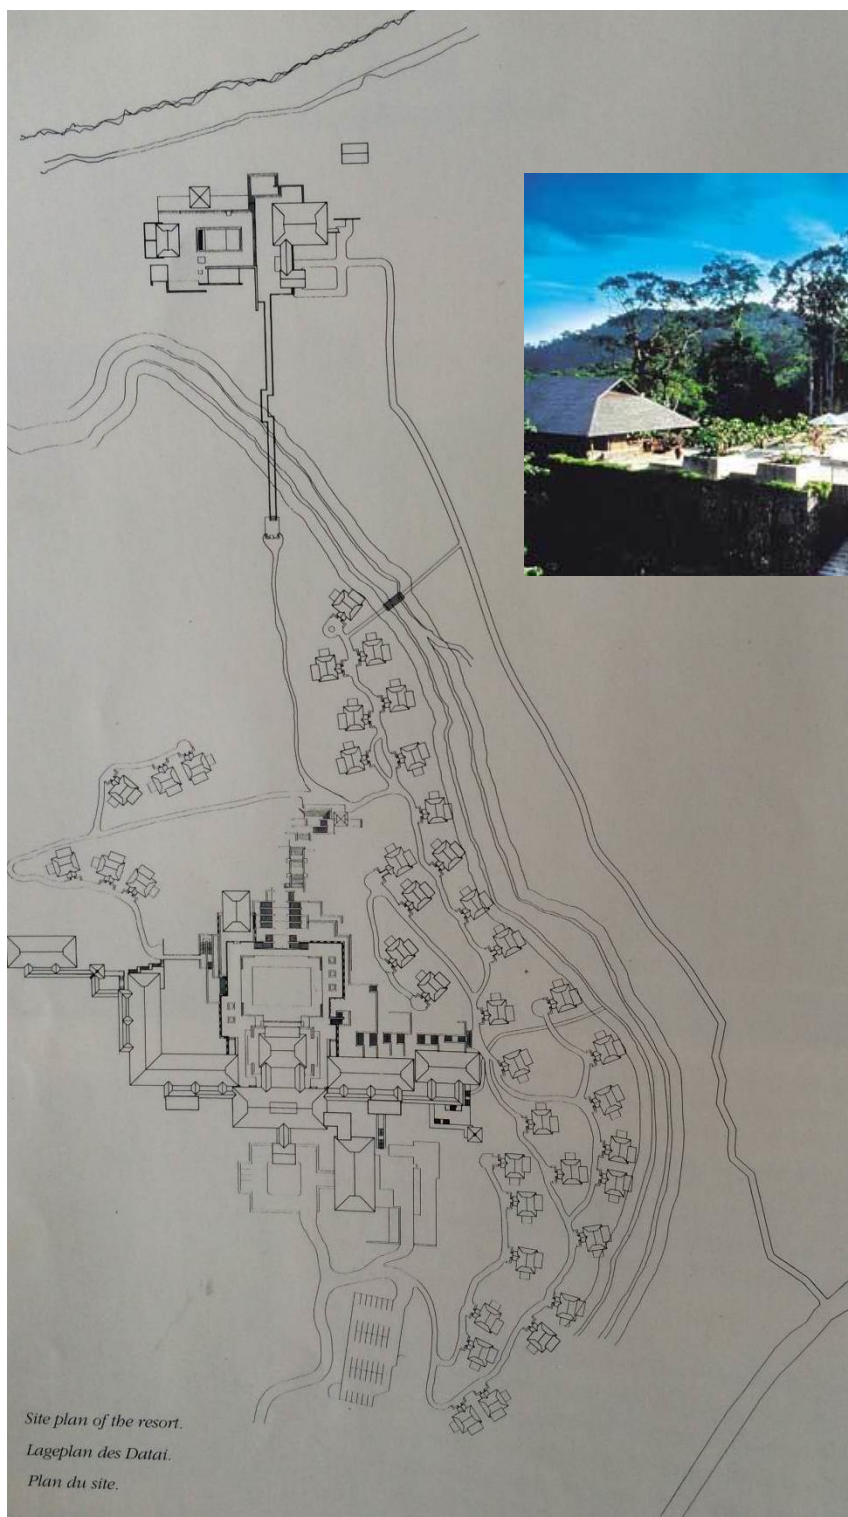 Site plan of the resort.
Lageplan des Datai.
Plan du site.